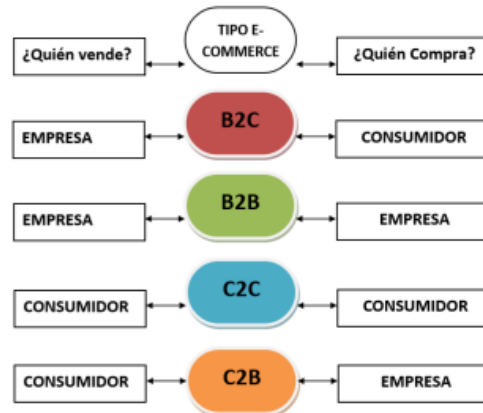 ¿Quién vende?
TIPO E-
COMMERCE
¿Quién Compra?
EMPRESA
B2C
CONSUMIDOR
EMPRESA
B2B
EMPRESA
CONSUMIDOR
C2C
CONSUMIDOR
CONSUMIDOR
C2B
EMPRESA